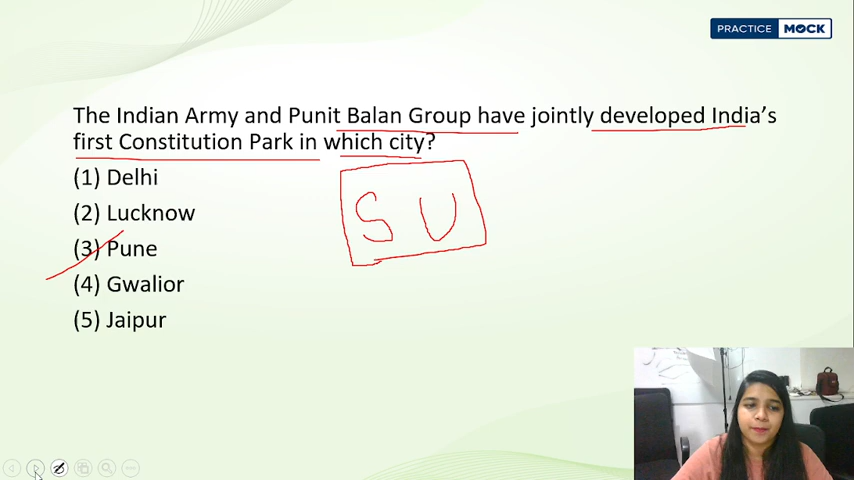 PRACTICE MOCK
The Indian Army and Punit Balan Group have jointly developed India's
first Constitution Park in which city?
(1) Delhi
(2) Lucknow
(3) Pune
(4) Gwalior
(5) Jaipur
S U